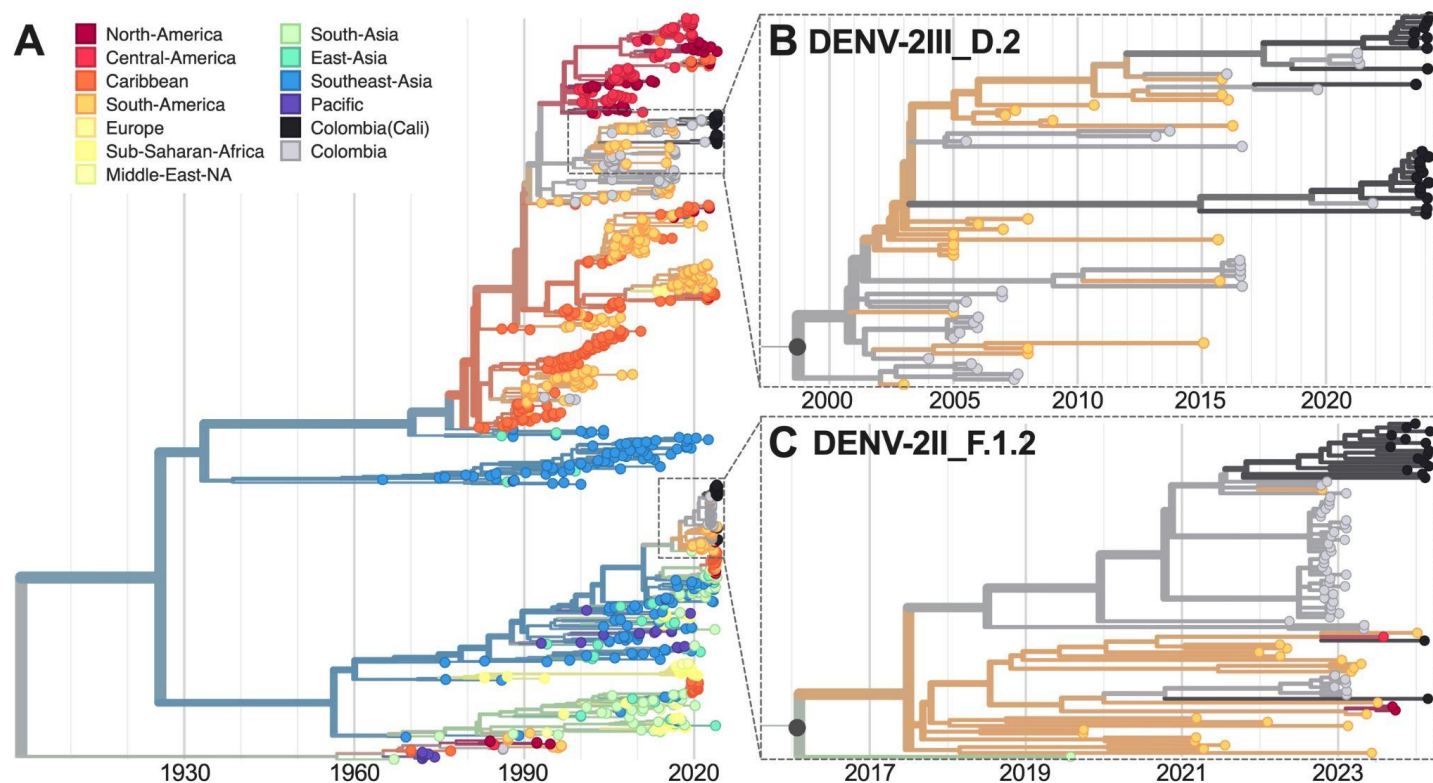 A
North-America
Central-America
Caribbean
South-America
Europe
Sub-Saharan-Africa
Middle-East-NA
South-Asia
East-Asia
Southeast-Asia
Pacific
Colombia(Cali)
Colombia
1930 1960 1990 2020
B DENV-2III_D.2
2000 2005 2010 2015 2020
C DENV-2II_F.1.2
2017 2019 2021 2023